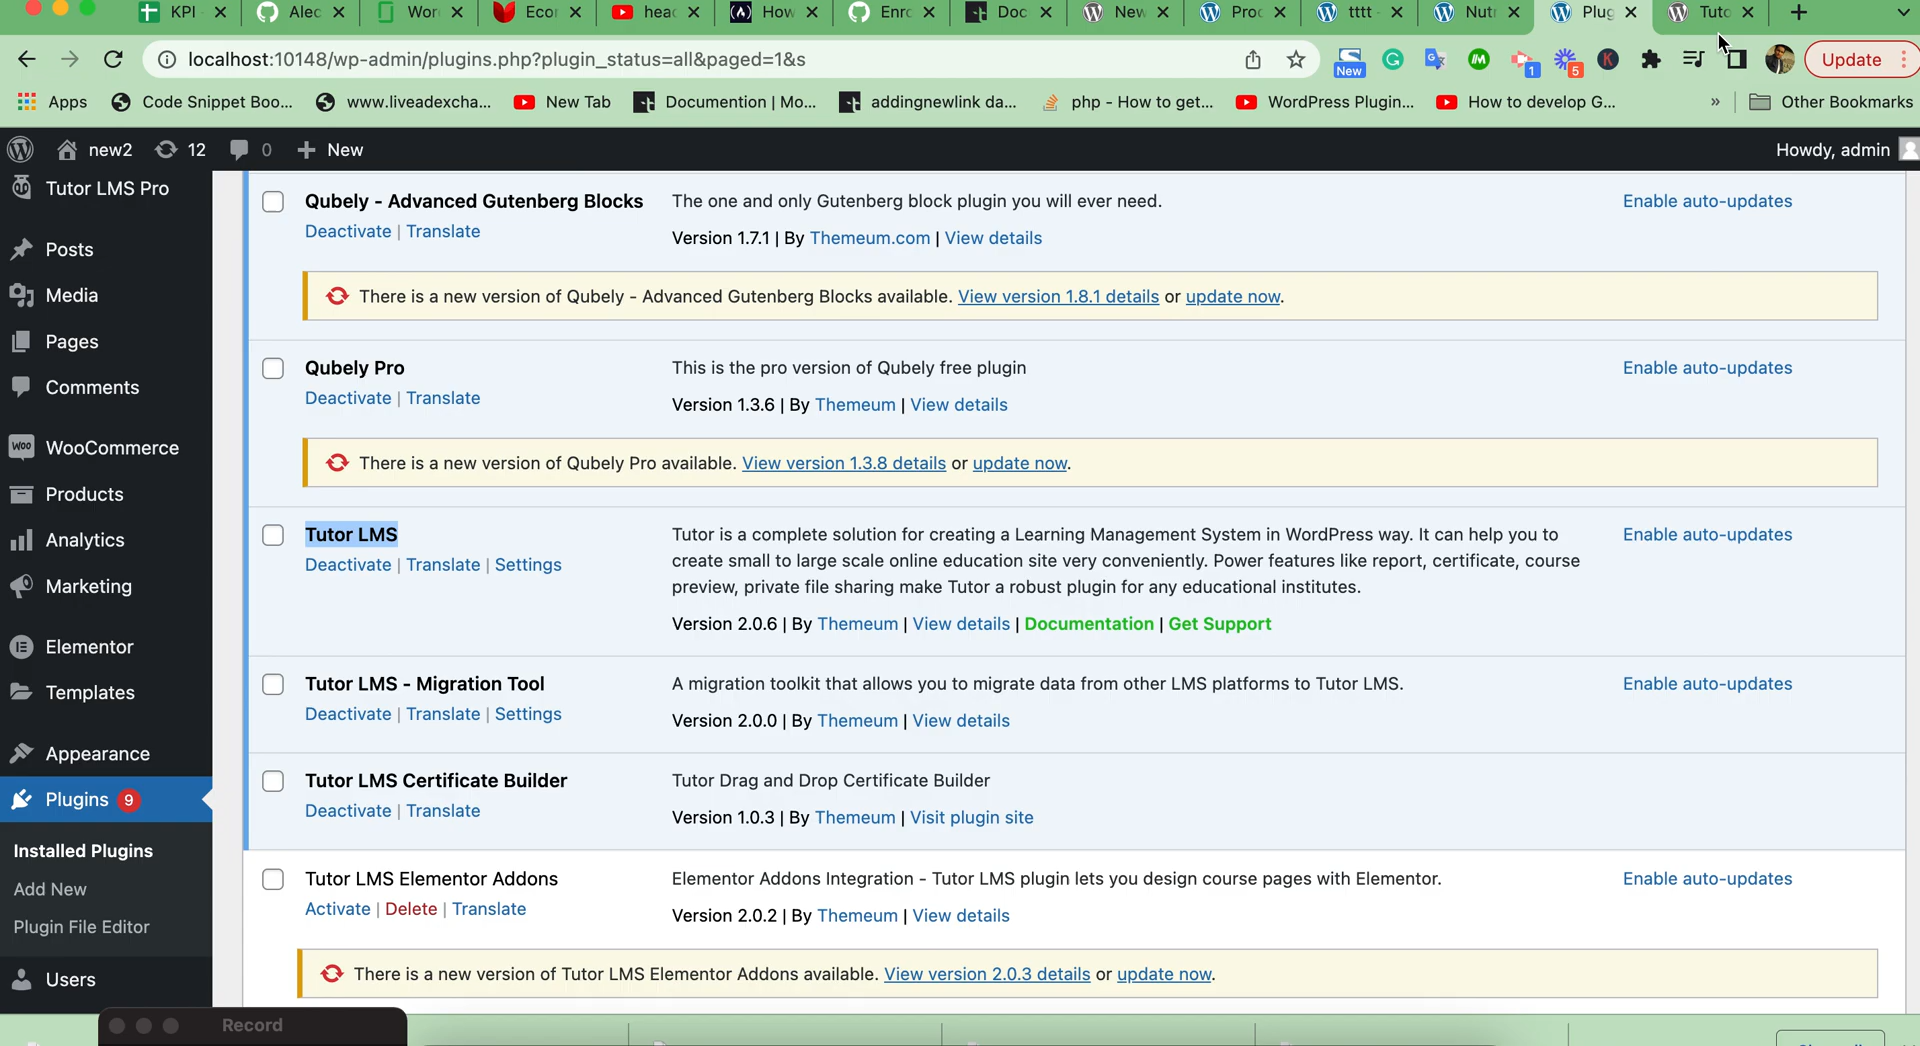 KPI
Alec
Wor
Ecor
head
How
Enro
Doc
New
Proc
tttt
Nutr
Plug
Tuto
localhost:10148/wp-admin/plugins.php?plugin_status=all&paged=1&s
New
1
5
K
Update
Apps
Code Snippet Boo...
www.liveadexcha...
New Tab
Documention | Mo...
addingnewlink da...
php - How to get...
WordPress Plugin...
How to develop G...
»
Other Bookmarks
new2
12
0
+ New
Howdy, admin
Tutor LMS Pro
Posts
Media
Pages
Comments
WooCommerce
Products
Analytics
Marketing
Elementor
Templates
Appearance
Plugins 9
Installed Plugins
Add New
Plugin File Editor
Users
Qubely - Advanced Gutenberg Blocks
Deactivate | Translate
The one and only Gutenberg block plugin you will ever need.
Version 1.7.1 | By Themeum.com | View details
Enable auto-updates
There is a new version of Qubely - Advanced Gutenberg Blocks available. View version 1.8.1 details or update now.
Qubely Pro
Deactivate | Translate
This is the pro version of Qubely free plugin
Version 1.3.6 | By Themeum | View details
Enable auto-updates
There is a new version of Qubely Pro available. View version 1.3.8 details or update now.
Tutor LMS
Deactivate | Translate | Settings
Tutor is a complete solution for creating a Learning Management System in WordPress way. It can help you to
create small to large scale online education site very conveniently. Power features like report, certificate, course
preview, private file sharing make Tutor a robust plugin for any educational institutes.
Version 2.0.6 | By Themeum | View details | Documentation | Get Support
Enable auto-updates
Tutor LMS - Migration Tool
Deactivate | Translate | Settings
A migration toolkit that allows you to migrate data from other LMS platforms to Tutor LMS.
Version 2.0.0 | By Themeum | View details
Enable auto-updates
Tutor LMS Certificate Builder
Deactivate | Translate
Tutor Drag and Drop Certificate Builder
Version 1.0.3 | By Themeum | Visit plugin site
Tutor LMS Elementor Addons
Activate | Delete | Translate
Elementor Addons Integration - Tutor LMS plugin lets you design course pages with Elementor.
Version 2.0.2 | By Themeum | View details
Enable auto-updates
There is a new version of Tutor LMS Elementor Addons available. View version 2.0.3 details or update now.
Record